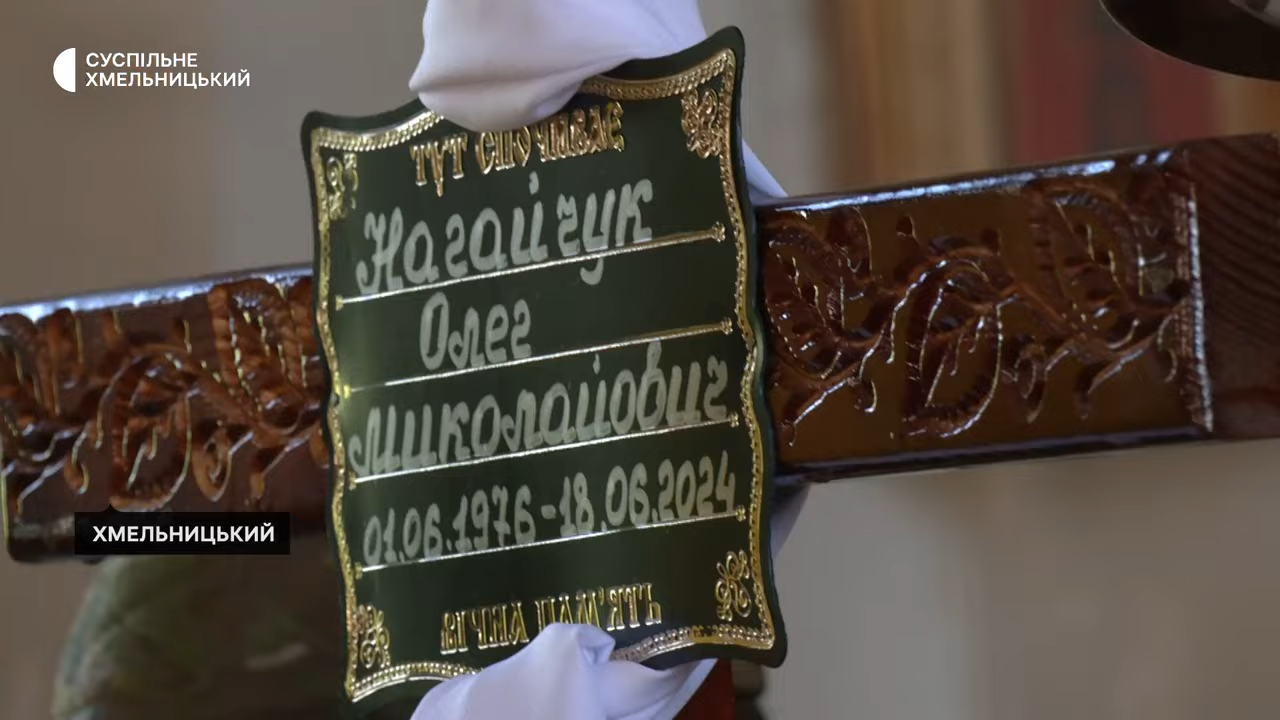 СУСПІЛЬНЕ
ХМЕЛЬНИЦЬКИЙ
ТУТ СПОЧИВАЄ
Нагайчук
Олег
Миколайович
01.06.1976-18.06.2024
ВІЧНА ПАМ'ЯТЬ
ХМЕЛЬНИЦЬКИЙ